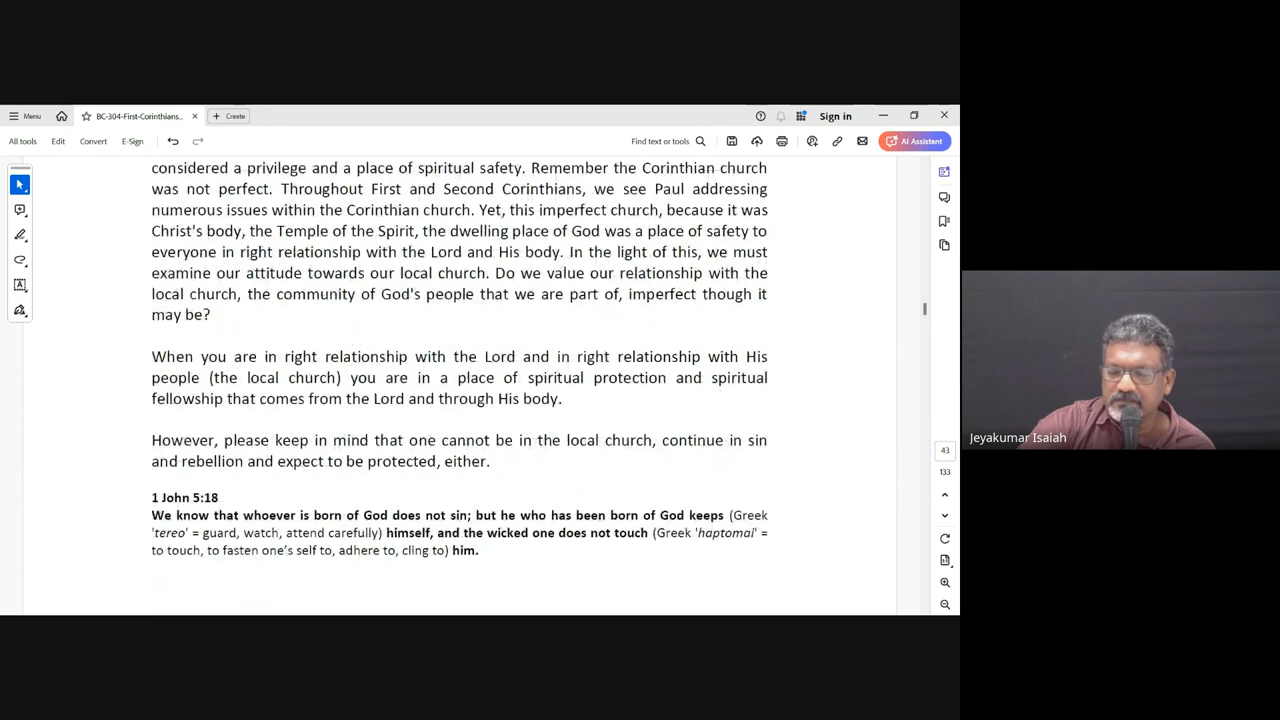 Menu
BC-304-First-Corinthians...
Create
Sign in
All tools
Edit
Convert
E-Sign
Find text or tools
AI Assistant
considered a privilege and a place of spiritual safety. Remember the Corinthian church
was not perfect. Throughout First and Second Corinthians, we see Paul addressing
numerous issues within the Corinthian church. Yet, this imperfect church, because it was
Christ's body, the Temple of the Spirit, the dwelling place of God was a place of safety to
everyone in right relationship with the Lord and His body. In the light of this, we must
examine our attitude towards our local church. Do we value our relationship with the
local church, the community of God's people that we are part of, imperfect though it
may be?
When you are in right relationship with the Lord and in right relationship with His
people (the local church) you are in a place of spiritual protection and spiritual
fellowship that comes from the Lord and through His body.
However, please keep in mind that one cannot be in the local church, continue in sin
and rebellion and expect to be protected, either.
1 John 5:18
We know that whoever is born of God does not sin; but he who has been born of God keeps (Greek
'tereo' = guard, watch, attend carefully) himself, and the wicked one does not touch (Greek 'haptomai' =
to touch, to fasten one's self to, adhere to, cling to) him.
43
133
Jeyakumar Isaiah